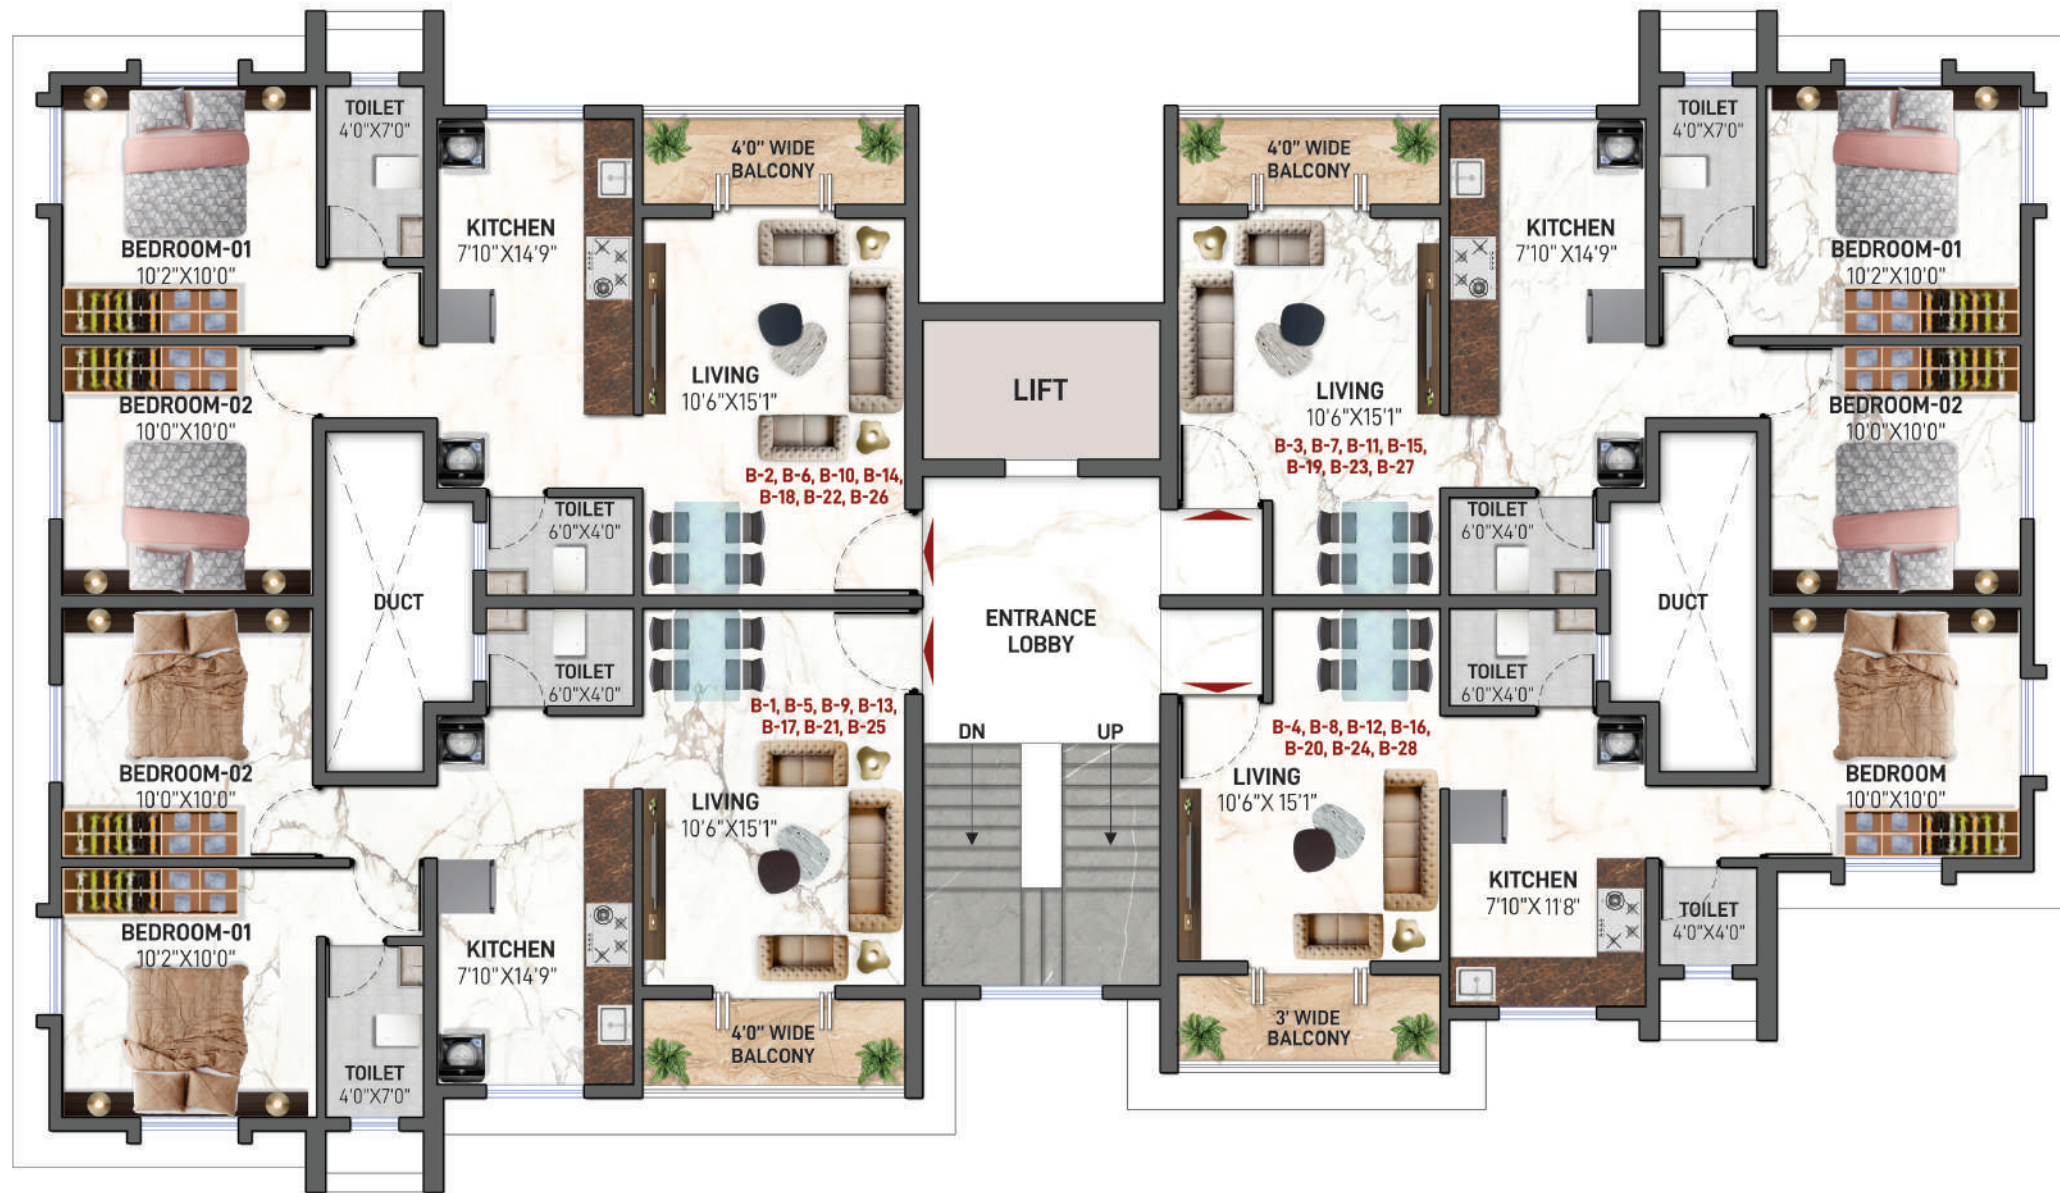 TOILET
4'0"X7'0"
BEDROOM-01
10'2"X10'0"
KITCHEN
7'10"X14'9"
4'0" WIDE
BALCONY
LIVING
10'6"X15'1"
B-2, B-6, B-10, B-14,
B-18, B-22, B-26
BEDROOM-02
10'0"X10'0"
TOILET
6'0"X4'0"
DUCT
LIFT
4'0" WIDE
BALCONY
KITCHEN
7'10" X14'9"
TOILET
4'0"X7'0"
BEDROOM-01
10'2"X10'0"
LIVING
10'6"X15'1"
B-3, B-7, B-11, B-15,
B-19, B-23, B-27
BEDROOM-02
10'0"X10'0"
TOILET
6'0"X4'0"
DUCT
ENTRANCE
LOBBY
DN
UP
TOILET
6'0"X4'0"
B-1, B-5, B-9, B-13,
B-17, B-21, B-25
BEDROOM-02
10'0"X10'0"
LIVING
10'6"X15'1"
BEDROOM-01
10'2"X10'0"
KITCHEN
7'10"X14'9"
TOILET
4'0"X7'0"
4'0" WIDE
BALCONY
TOILET
6'0"X4'0"
B-4, B-8, B-12, B-16,
B-20, B-24, B-28
LIVING
10'6"X 15'1"
BEDROOM
10'0"X10'0"
KITCHEN
7'10"X 11'8"
TOILET
4'0"X4'0"
3' WIDE
BALCONY